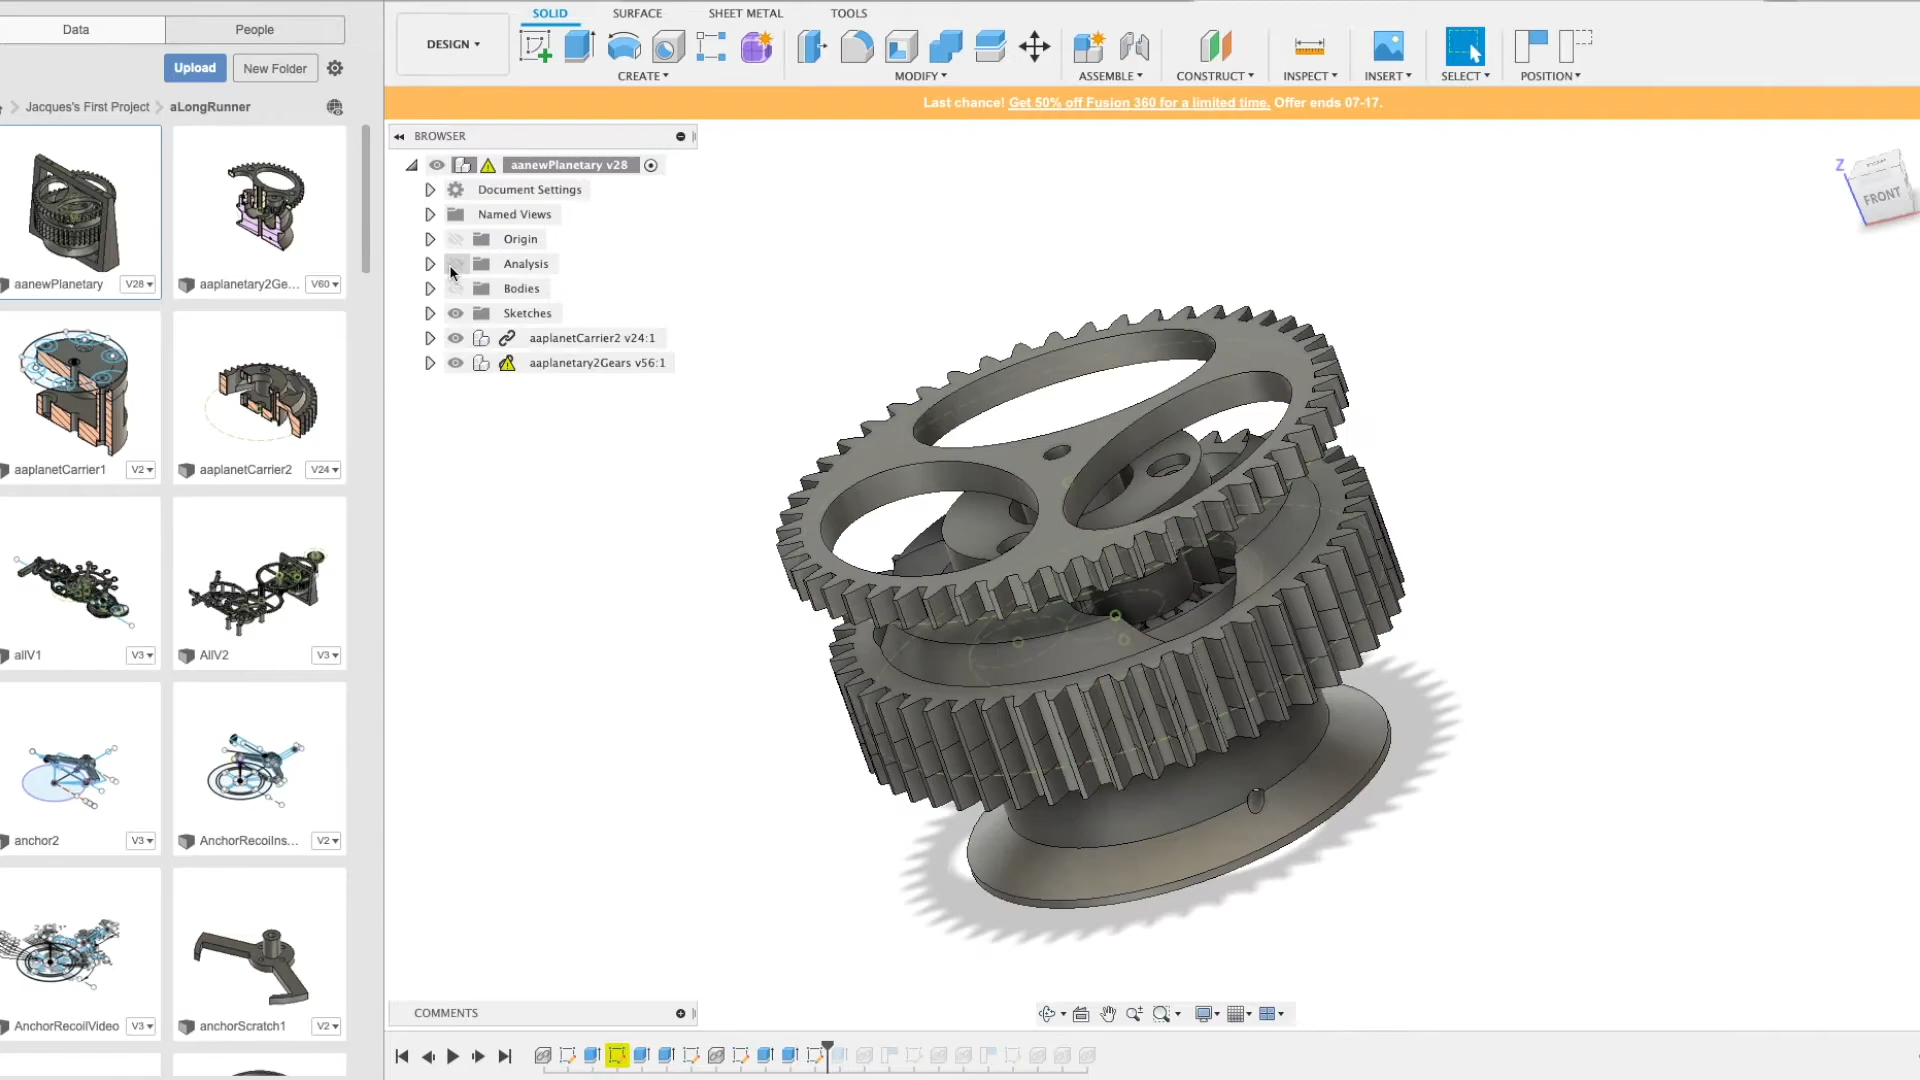 Data
People
Upload
New Folder
Jacques's First Project
aLongRunner
aanewPlanetary
V28
aaplanetary2Ge...
V60
aaplanetCarrier1
V2
aaplanetCarrier2
V24
allV1
V3
AllV2
V3
anchor2
V3
AnchorRecoilns...
V2
AnchorRecoilVideo
V3
anchorScratch1
V2
DESIGN
SOLID
SURFACE
SHEET METAL
TOOLS
CREATE
MODIFY
ASSEMBLE
CONSTRUCT
INSPECT
INSERT
SELECT
POSITION
Last chance! Get 50% off Fusion 360 for a limited time. Offer ends 07-17.
BROWSER
aanewPlanetary v28
Document Settings
Named Views
Origin
Analysis
Bodies
Sketches
aaplanetCarrier2 v24:1
aaplanetary2Gears v56:1
Z
FRONT
COMMENTS